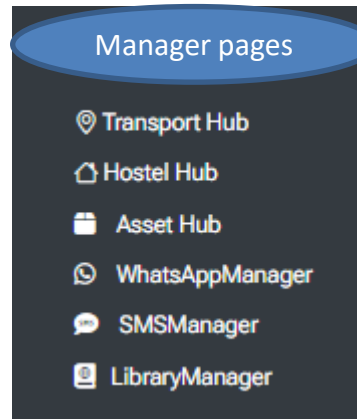 Manager pages
Transport Hub
Hostel Hub
Asset Hub
WhatsAppManager
SMSManager
LibraryManager